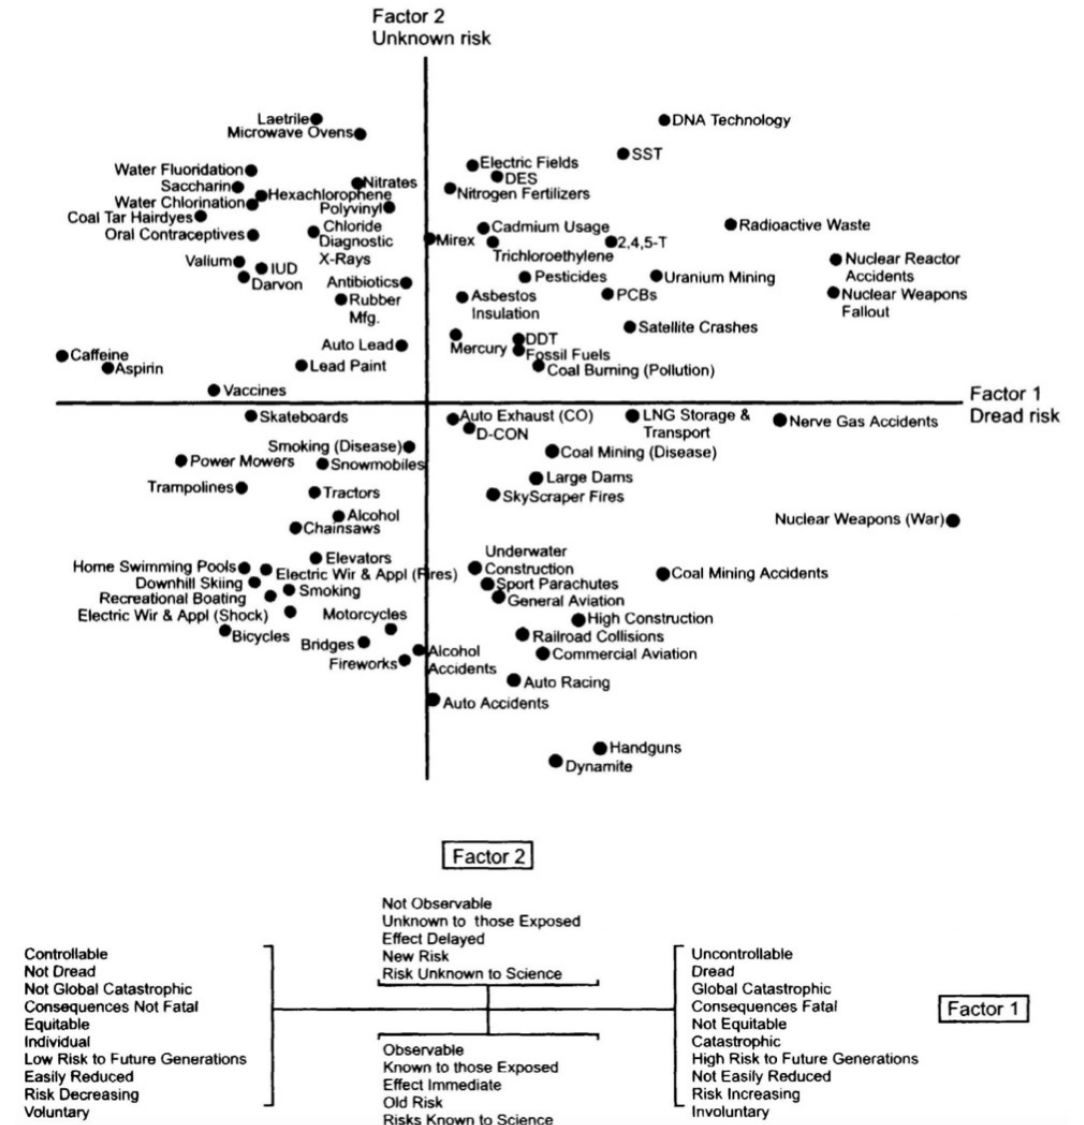 Factor 2
Unknown risk
Laetrile
Microwave Ovens
DNA Technology
SST
Water Fluoridation
Saccharin
Water Chlorination
Coal Tar Hairdyes
Oral Contraceptives
Nitrates
Hexachlorophene
Polyvinyl
Chloride
Diagnostic
X-Rays
Electric Fields
DES
Nitrogen Fertilizers
Cadmium Usage
Mirex
Trichloroethylene
2,4,5-T
Radioactive Waste
Valium
IUD
Darvon
Antibiotics
Rubber
Mfg.
Pesticides
Asbestos
Insulation
PCBs
Uranium Mining
Nuclear Reactor
Accidents
Nuclear Weapons
Fallout
Satellite Crashes
Auto Lead
Lead Paint
Mercury
DDT
Fossil Fuels
Coal Burning (Pollution)
Caffeine
Aspirin
Vaccines
Factor 1
Dread risk
Skateboards
Auto Exhaust (CO)
D-CON
LNG Storage &
Transport
Nerve Gas Accidents
Smoking (Disease)
Power Mowers
Snowmobiles
Coal Mining (Disease)
Trampolines
Tractors
Large Dams
SkyScraper Fires
Alcohol
Chainsaws
Nuclear Weapons (War)
Elevators
Home Swimming Pools
Electric Wir & Appl (Fires)
Downhill Skiing
Smoking
Recreational Boating
Electric Wir & Appl (Shock)
Motorcycles
Bicycles
Bridges
Fireworks
Underwater
Construction
Sport Parachutes
General Aviation
Coal Mining Accidents
High Construction
Railroad Collisions
Commercial Aviation
Alcohol
Accidents
Auto Racing
Auto Accidents
Handguns
Dynamite
Factor 2
Not Observable
Unknown to those Exposed
Effect Delayed
New Risk
Risk Unknown to Science
Controllable
Not Dread
Not Global Catastrophic
Consequences Not Fatal
Equitable
Individual
Low Risk to Future Generations
Easily Reduced
Risk Decreasing
Voluntary
Uncontrollable
Dread
Global Catastrophic
Consequences Fatal
Not Equitable
Catastrophic
High Risk to Future Generations
Not Easily Reduced
Risk Increasing
Involuntary
Factor 1
Observable
Known to those Exposed
Effect Immediate
Old Risk
Risks Known to Science